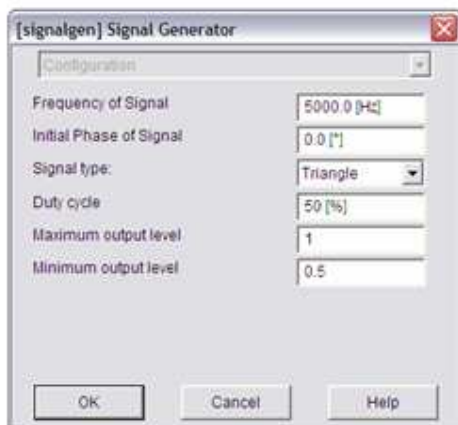 [signalgen] Signal Generator
Configuration
Frequency of Signal 5000.0 [Hz]
Initial Phase of Signal 0.0 [°]
Signal type: Triangle
Duty cycle 50 [%]
Maximum output level 1
Minimum output level 0.5
OK Cancel Help